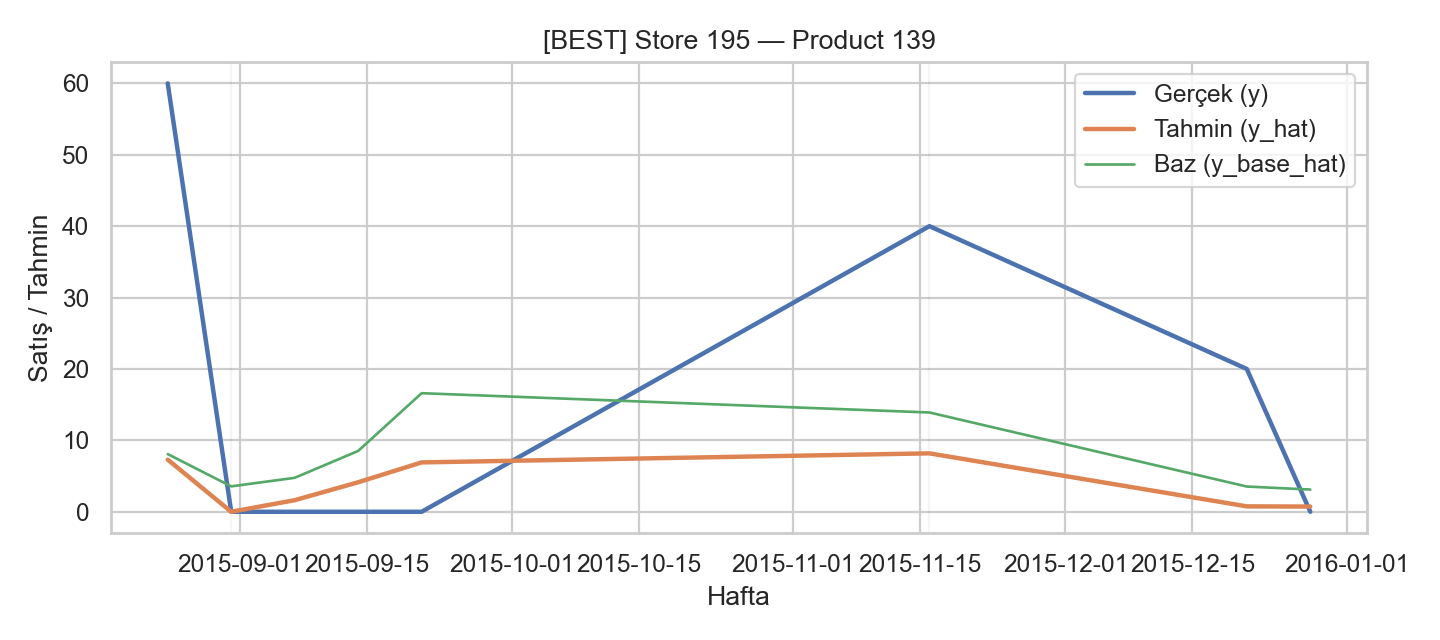 [BEST] Store 195 — Product 139
Gerçek (y)
Tahmin (y_hat)
Baz (y_base_hat)
Satış / Tahmin
60
50
40
30
20
10
0
2015-09-01
2015-09-15
2015-10-01
2015-10-15
2015-11-01
2015-11-15
2015-12-01
2015-12-15
2016-01-01
Hafta